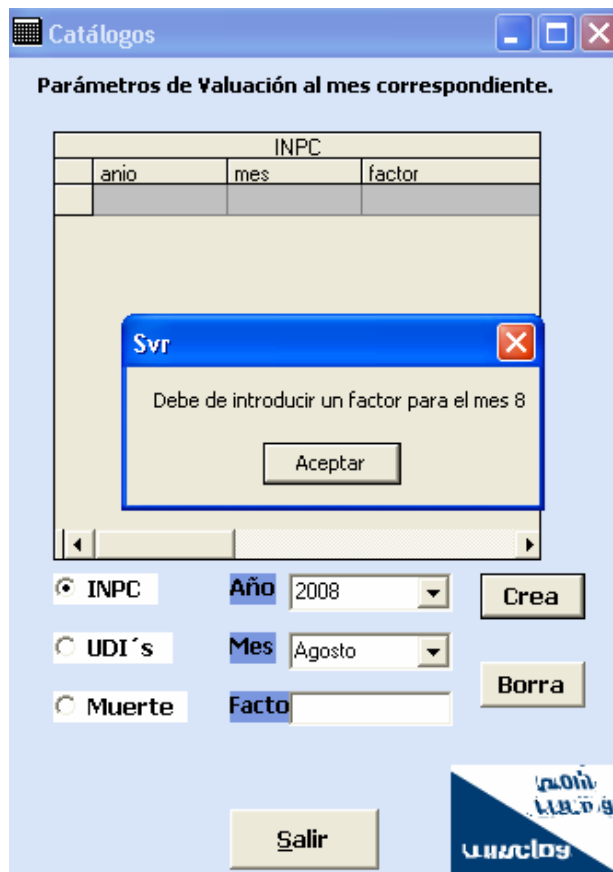 Catálogos
Parámetros de Valuación al mes correspondiente.
INPC
anio mes factor
Svr
Debe de introducir un factor para el mes 8
Aceptar
INPC Año 2008 Crea
UDI´s Mes Agosto
Borra
Muerte Facto
Salir